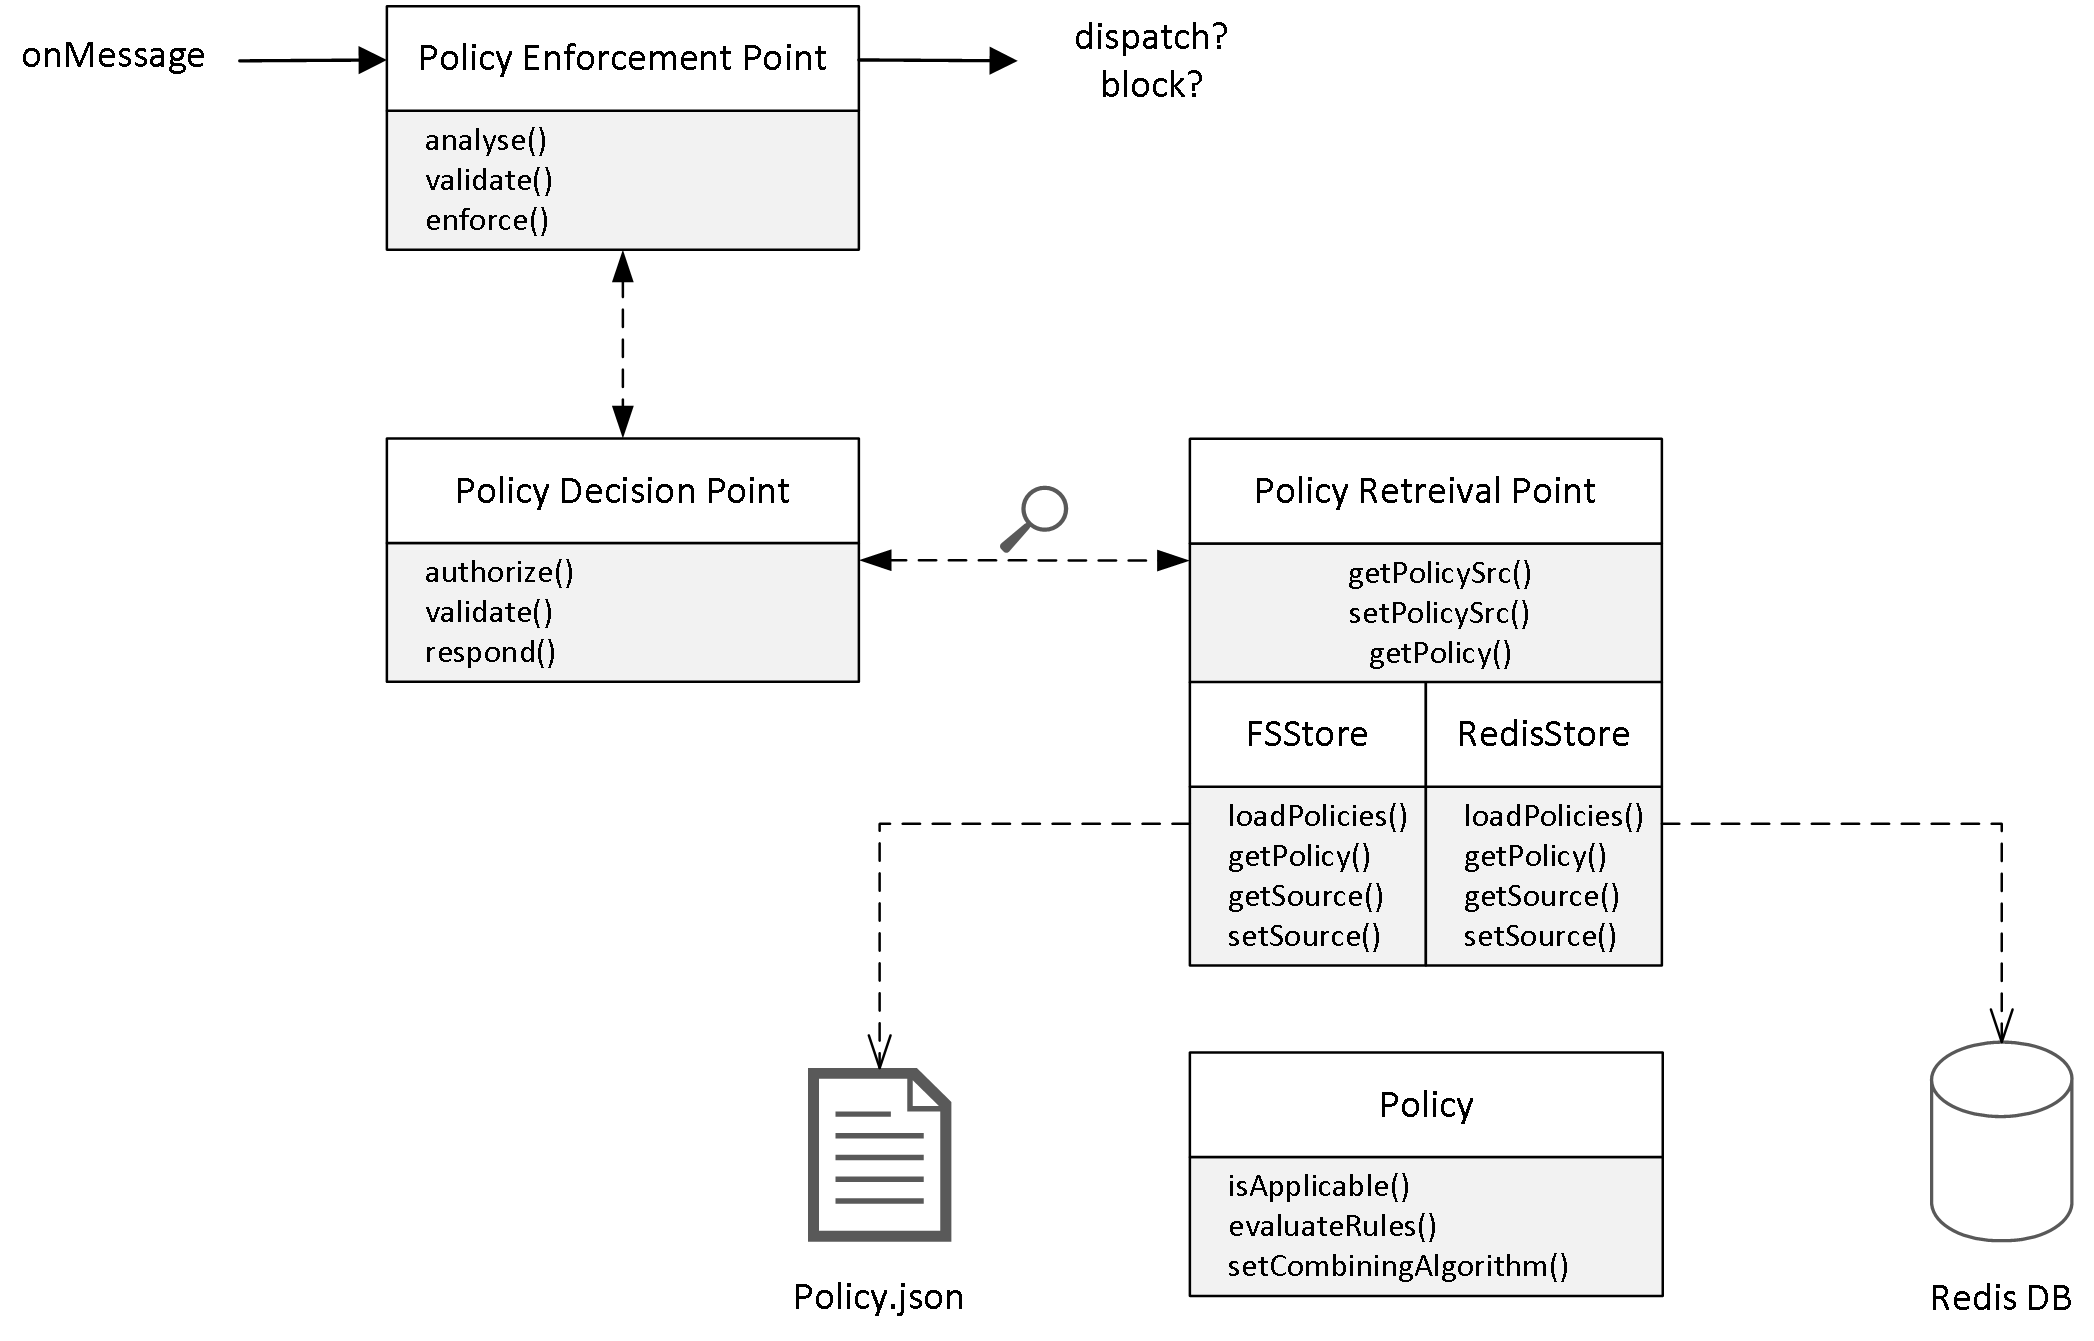 onMessage
Policy Enforcement Point
dispatch?
block?
analyse()
validate()
enforce()
Policy Decision Point
authorize()
validate()
respond()
Policy Retreival Point
getPolicySrc()
setPolicySrc()
getPolicy()
FSStore
loadPolicies()
getPolicy()
getSource()
setSource()
RedisStore
loadPolicies()
getPolicy()
getSource()
setSource()
Policy
isApplicable()
evaluateRules()
setCombiningAlgorithm()
Policy.json
Redis DB